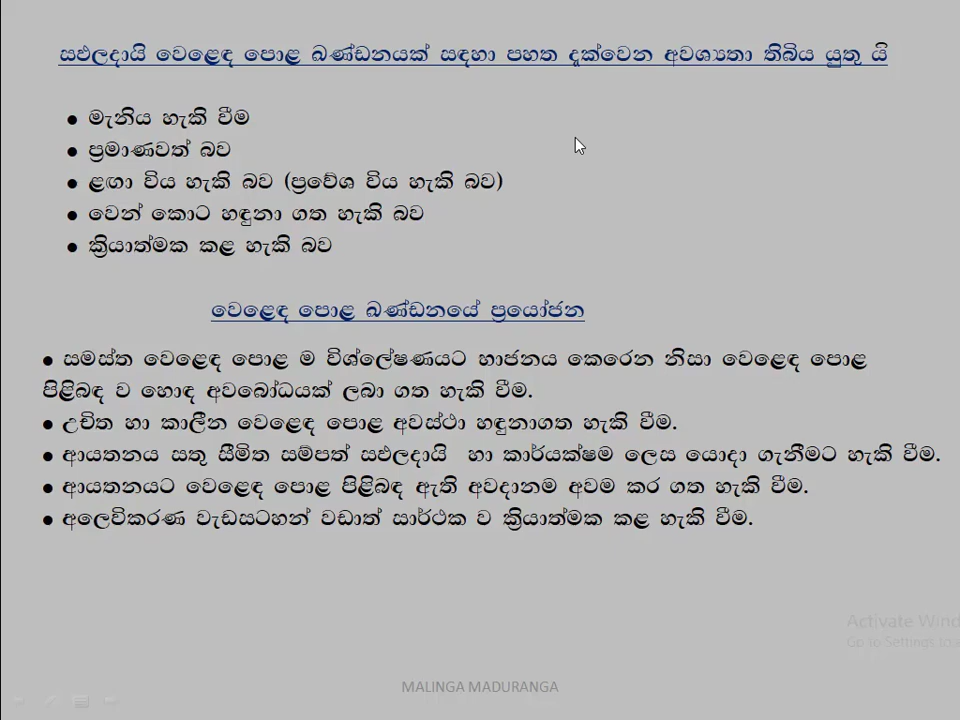 සඵලදායි වෙළෙඳ පොළ ඛණ්ඩනයක් සඳහා පහත දැක්වෙන අවශ්‍යතා තිබිය යුතු යි
● මැනිය හැකි වීම
● ප්‍රමාණවත් බව
● ළඟා විය හැකි බව (ප්‍රවේශ විය හැකි බව)
● වෙන් කොට හඳුනා ගත හැකි බව
● ක්‍රියාත්මක කළ හැකි බව
වෙළෙඳ පොළ ඛණ්ඩනයේ ප්‍රයෝජන
● සමස්ත වෙළෙඳ පොළ ම විශ්ලේෂණයට භාජනය කෙරෙන නිසා වෙළෙඳ පොළ
පිළිබඳ ව හොඳ අවබෝධයක් ලබා ගත හැකි වීම.
● උචිත හා කාලීන වෙළෙඳ පොළ අවස්ථා හඳුනාගත හැකි වීම.
● ආයතනය සතු සීමිත සම්පත් සඵලදායි හා කාර්යක්ෂම ලෙස යොදා ගැනීමට හැකි වීම.
● ආයතනයට වෙළෙඳ පොළ පිළිබඳ ඇති අවදානම අවම කර ගත හැකි වීම.
● අලෙවිකරණ වැඩසටහන් වඩාත් සාර්ථක ව ක්‍රියාත්මක කළ හැකි වීම.
Activate Wind
Go to Settings to a
MALINGA MADURANGA